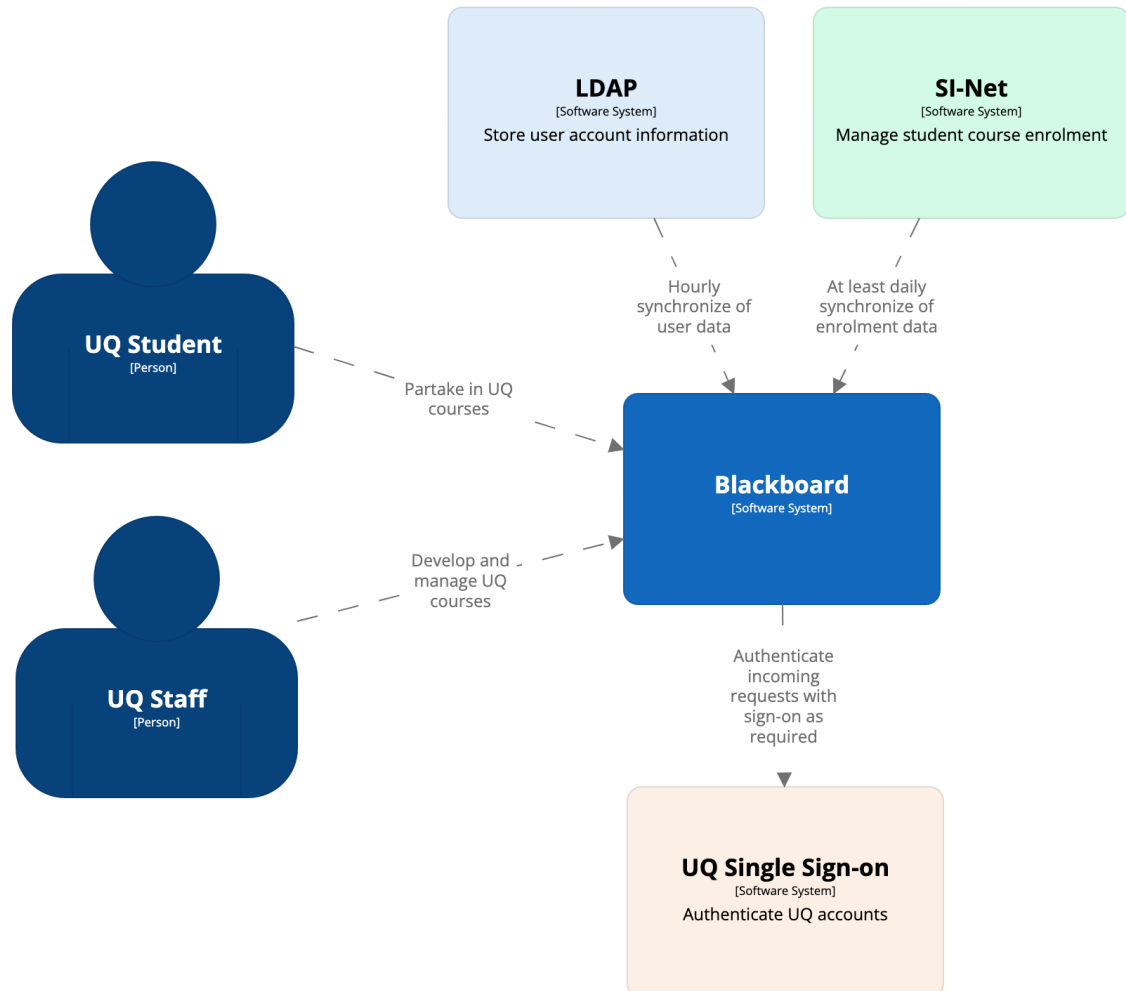 LDAP
[Software System]
Store user account information
SI-Net
[Software System]
Manage student course enrolment
Hourly
synchronize of
user data
At least daily
synchronize of
enrolment data
UQ Student
[Person]
Partake in UQ
courses
Blackboard
[Software System]
Develop and
manage UQ
courses
UQ Staff
[Person]
Authenticate
incoming
requests with
sign-on as
required
UQ Single Sign-on
[Software System]
Authenticate UQ accounts